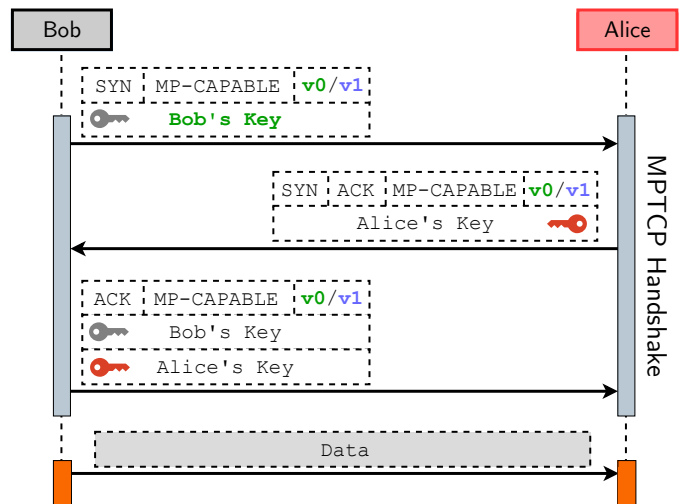 Bob
Alice
SYN MP-CAPABLE v0/v1
Bob's Key
SYN ACK MP-CAPABLE v0/v1
Alice's Key
MPTCP Handshake
ACK MP-CAPABLE v0/v1
Bob's Key
Alice's Key
Data